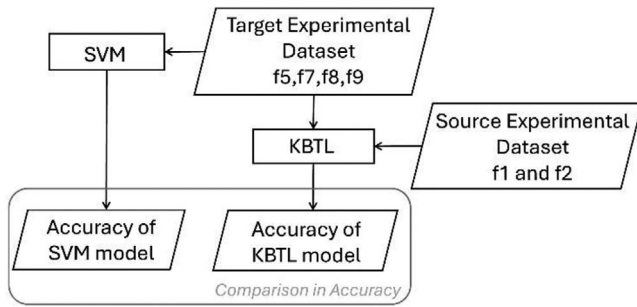 SVM
Target Experimental
Dataset
f5,f7,f8,f9
KBTL
Source Experimental
Dataset
f1 and f2
Accuracy of
SVM model
Accuracy of
KBTL model
Comparison in Accuracy